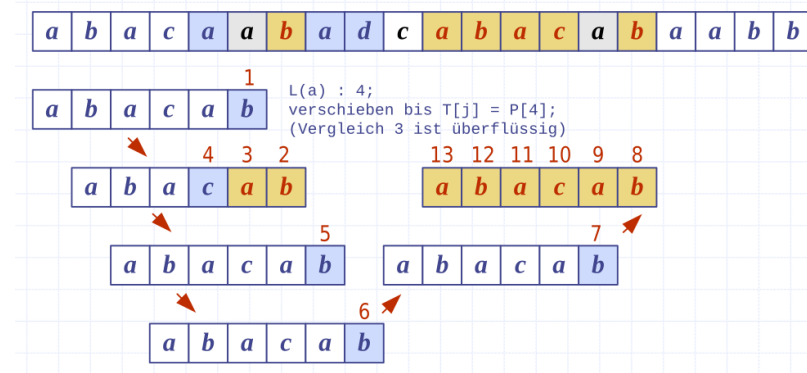 a b a c a a b a d c a b a c a b a a b b
1
L(a) : 4;
a b a c a b
verschieben bis T[j] = P[4];
(Vergleich 3 ist überflüssig)
4 3 2
13 12 11 10 9 8
a b a c a b
a b a c a b
5
7
a b a c a b
a b a c a b
6
a b a c a b